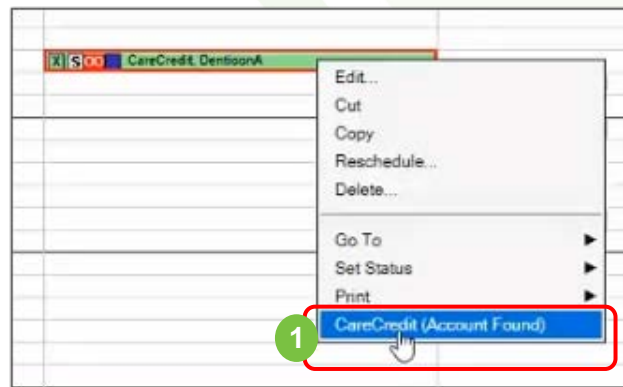 X S CareCredit, DentisonA
Edit...
Cut
Copy
Reschedule...
Delete...
Go To
Set Status
Print
CareCredit (Account Found)
1